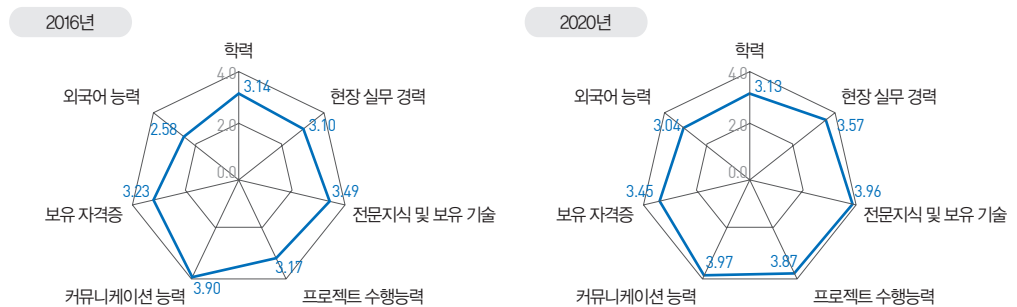 2016년
학력
4.0
3.14
현장 실무 경력
외국어 능력
2.58
2.0
3.10
0.0
3.23
3.49
보유 자격증
전문지식 및 보유 기술
3.90
3.17
커뮤니케이션 능력
프로젝트 수행능력
2020년
학력
4.0
3.13
현장 실무 경력
외국어 능력
3.04
2.0
3.57
0.0
3.45
3.96
보유 자격증
전문지식 및 보유 기술
3.97
3.87
커뮤니케이션 능력
프로젝트 수행능력